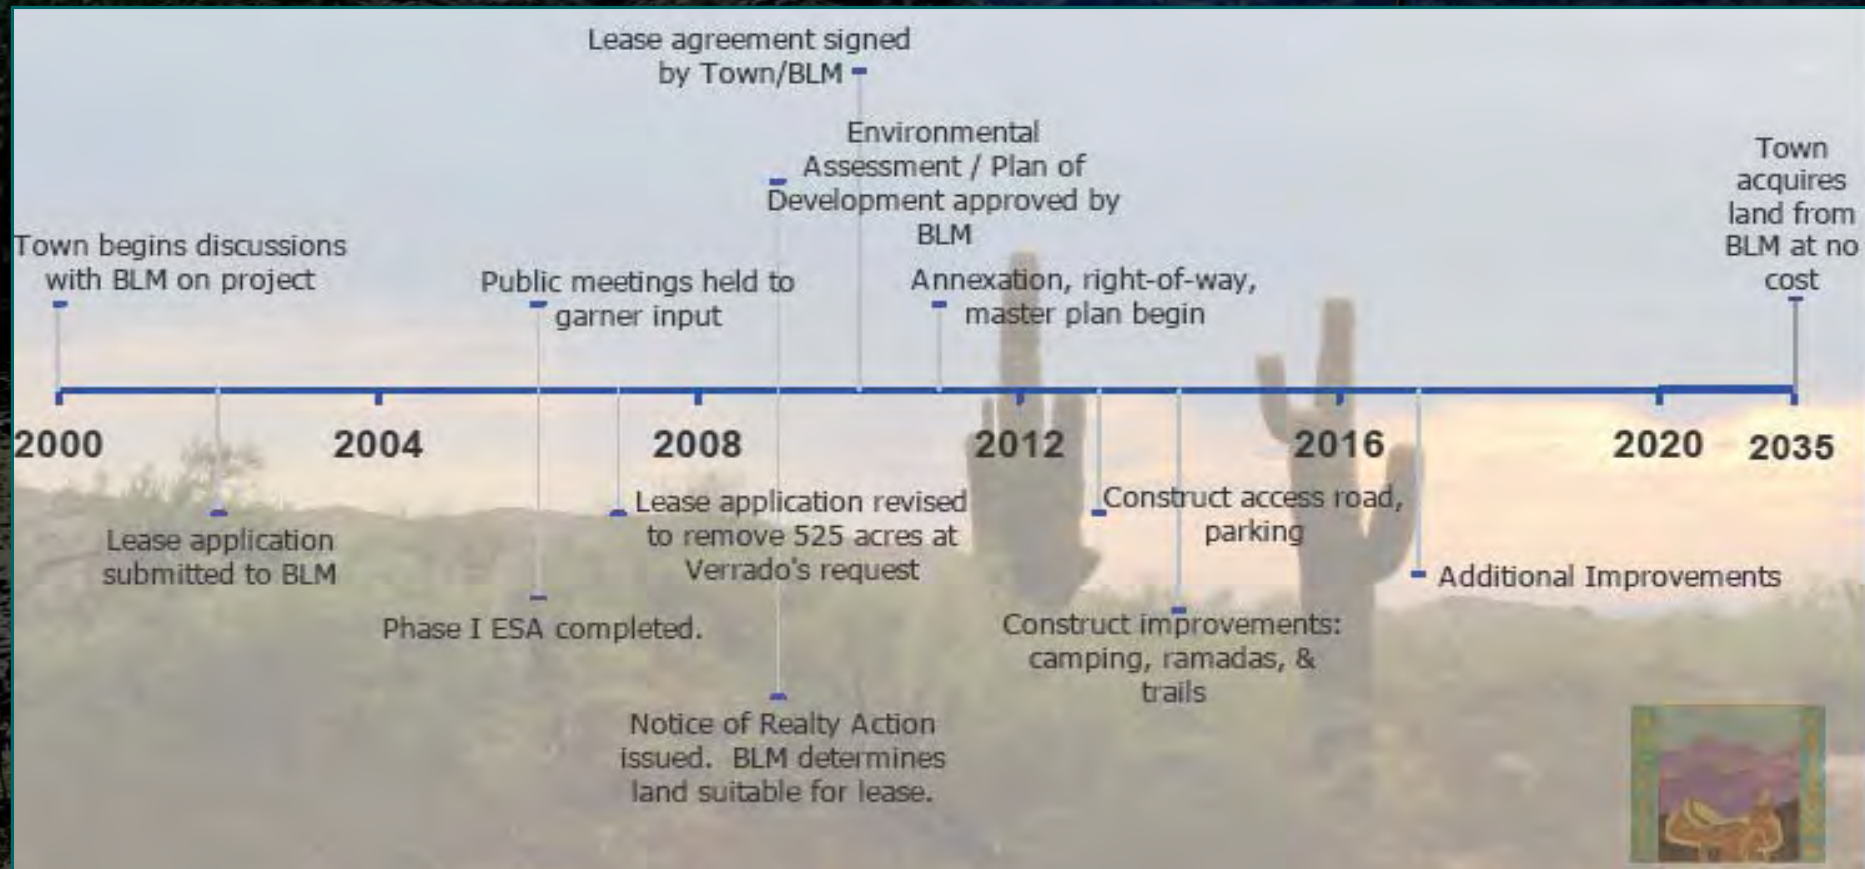 Lease agreement signed
by Town/BLM
Environmental
Assessment / Plan of
Development approved by
BLM
Town
acquires
land from
BLM at no
cost
Town begins discussions
with BLM on project
Public meetings held to
garner input
Annexation, right-of-way,
master plan begin
2000 2004 2008 2012 2016 2020 2035
Lease application
submitted to BLM
Lease application revised
to remove 525 acres at
Verrado's request
Construct access road,
parking
Additional Improvements
Phase I ESA completed.
Construct improvements:
camping, ramadas, &
trails
Notice of Realty Action
issued.  BLM determines
land suitable for lease.